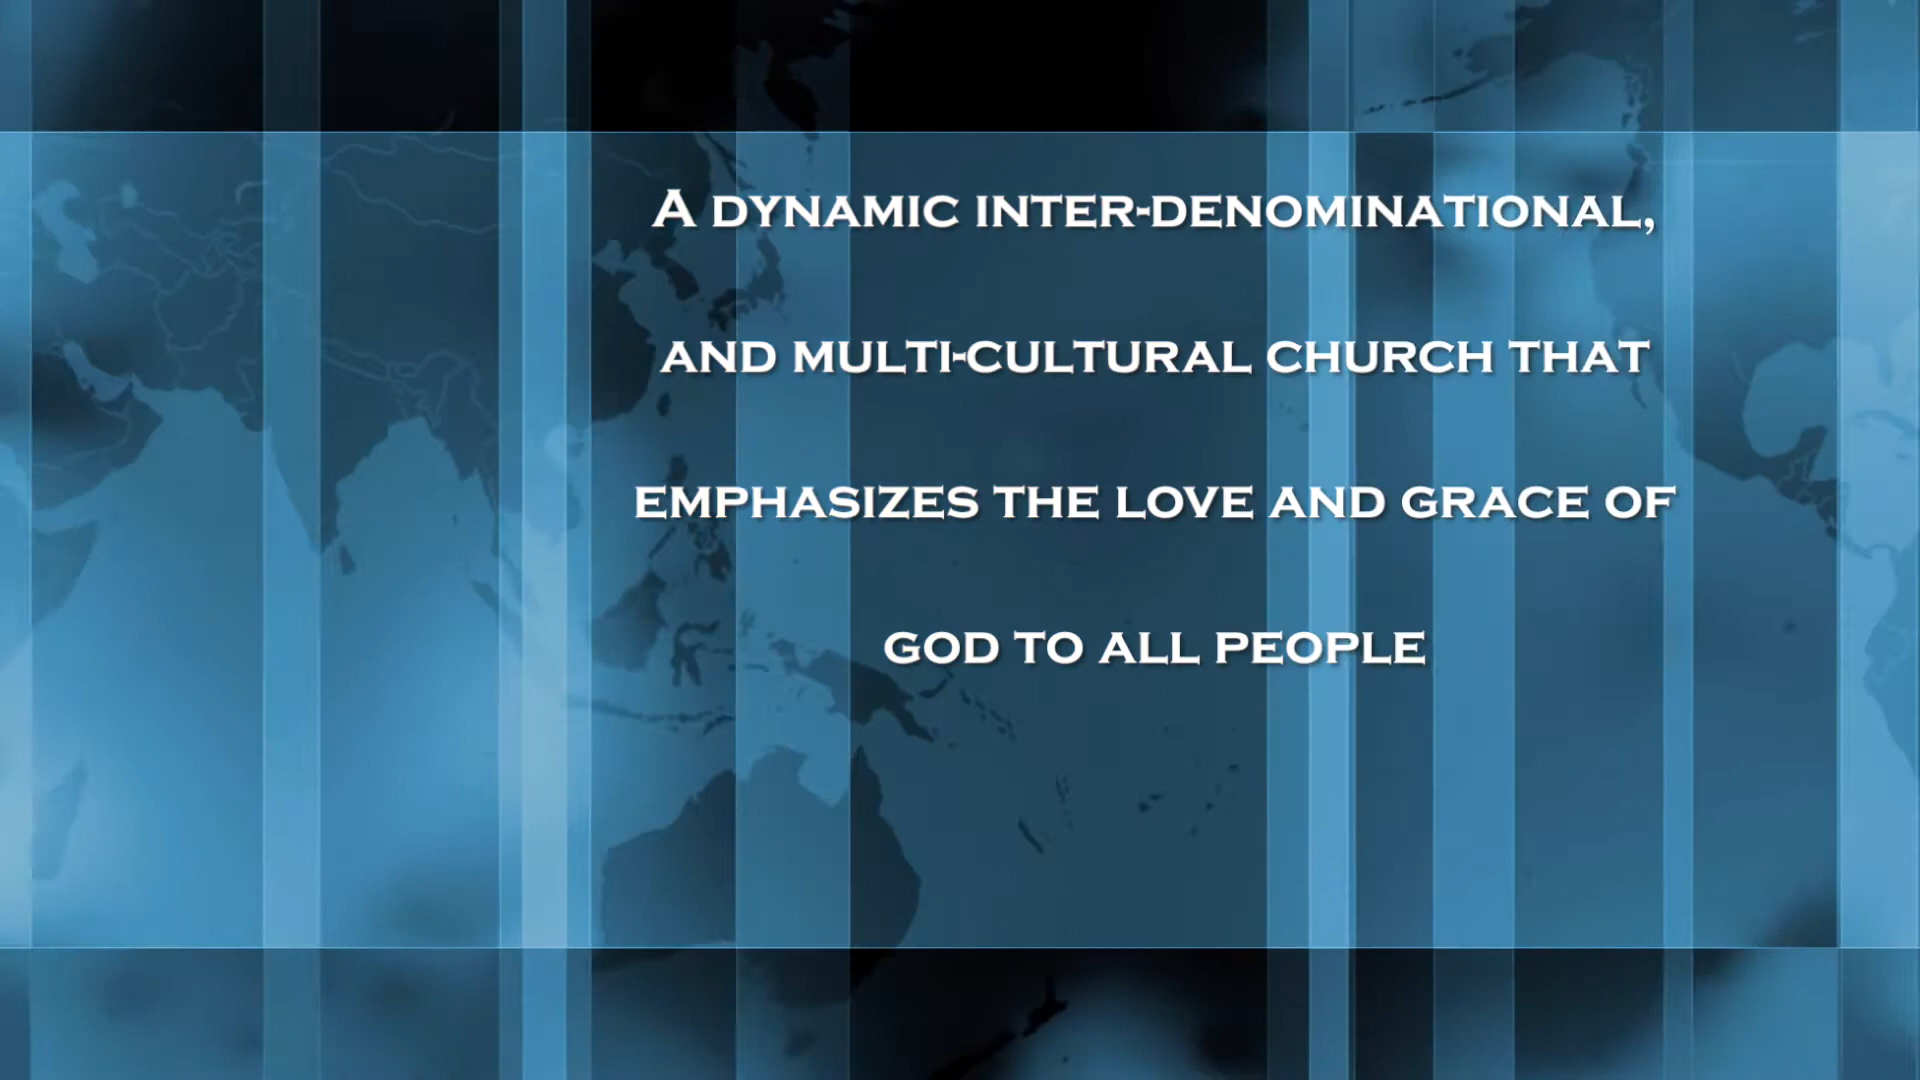 A DYNAMIC INTER-DENOMINATIONAL,
AND MULTI-CULTURAL CHURCH THAT
EMPHASIZES THE LOVE AND GRACE OF
GOD TO ALL PEOPLE